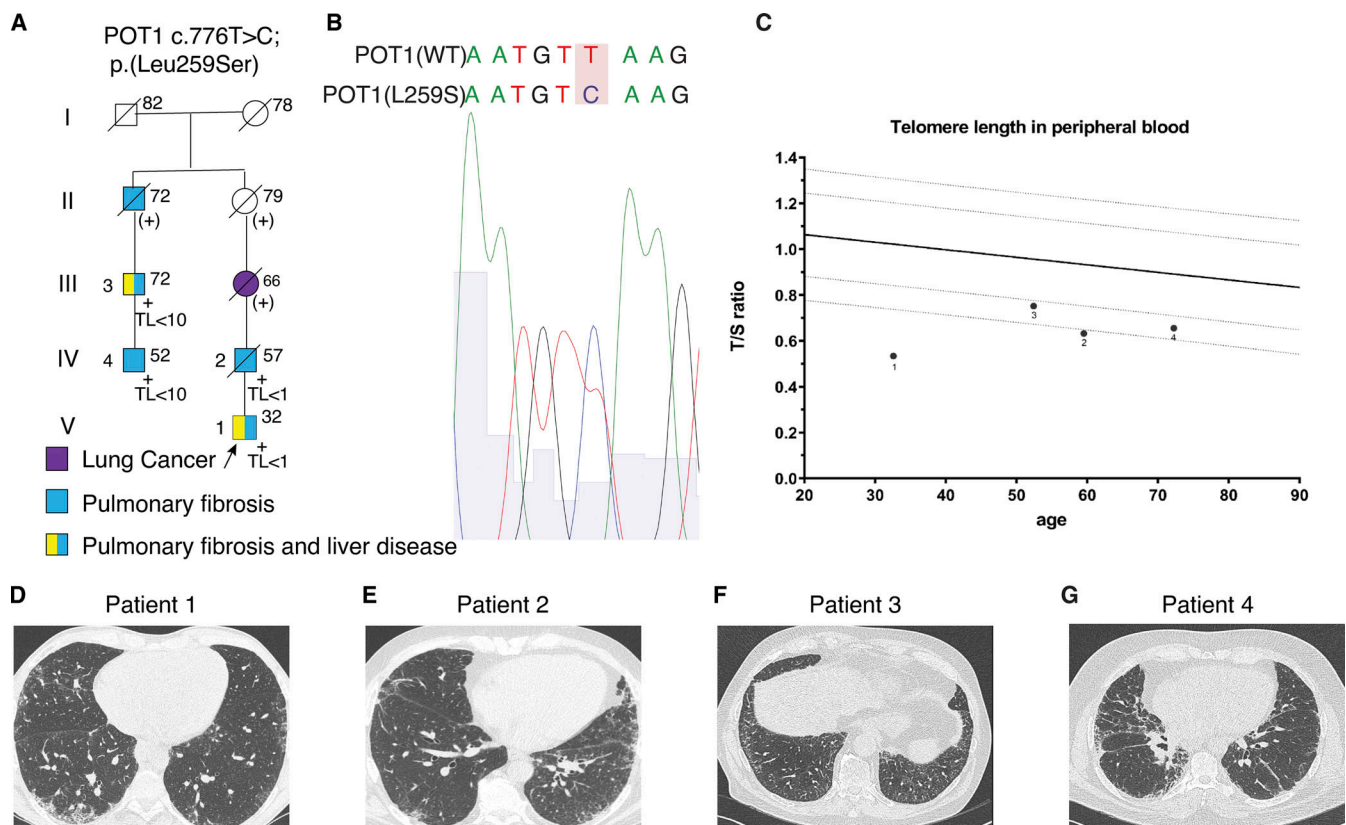 A
POT1 c.776T>C;
p.(Leu259Ser)
I
82
78
II
72
(+)
79
(+)
III
3
72
+
TL<10
66
(+)
IV
4
52
+
TL<10
2
57
+
TL<1
V
1
32
+
TL<1
Lung Cancer
Pulmonary fibrosis
Pulmonary fibrosis and liver disease
B
POT1(WT) A A T G T T A A G
POT1(L259S) A A T G T C A A G
C
Telomere length in peripheral blood
T/S ratio
1.4
1.2
1.0
0.8
0.6
0.4
0.2
0.0
1
2
3
4
20 30 40 50 60 70 80 90
age
D
Patient 1
E
Patient 2
F
Patient 3
G
Patient 4